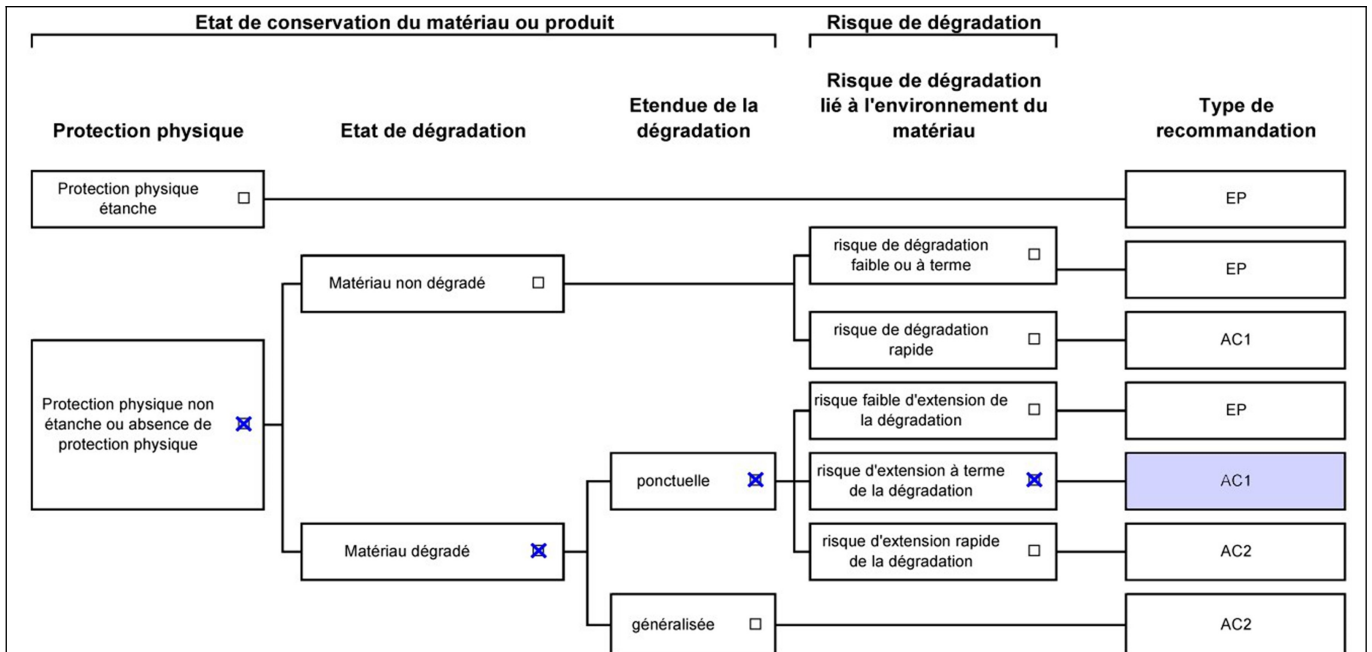 Etat de conservation du matériau ou produit
Risque de dégradation
Protection physique
Etat de dégradation
Etendue de la
dégradation
Risque de dégradation
lié à l'environnement du
matériau
Type de
recommandation
Protection physique
étanche
EP
Matériau non dégradé
risque de dégradation
faible ou à terme
EP
risque de dégradation
rapide
AC1
Protection physique non
étanche ou absence de
protection physique
risque faible d'extension de
la dégradation
EP
ponctuelle
risque d'extension à terme
de la dégradation
AC1
Matériau dégradé
risque d'extension rapide
de la dégradation
AC2
généralisée
AC2